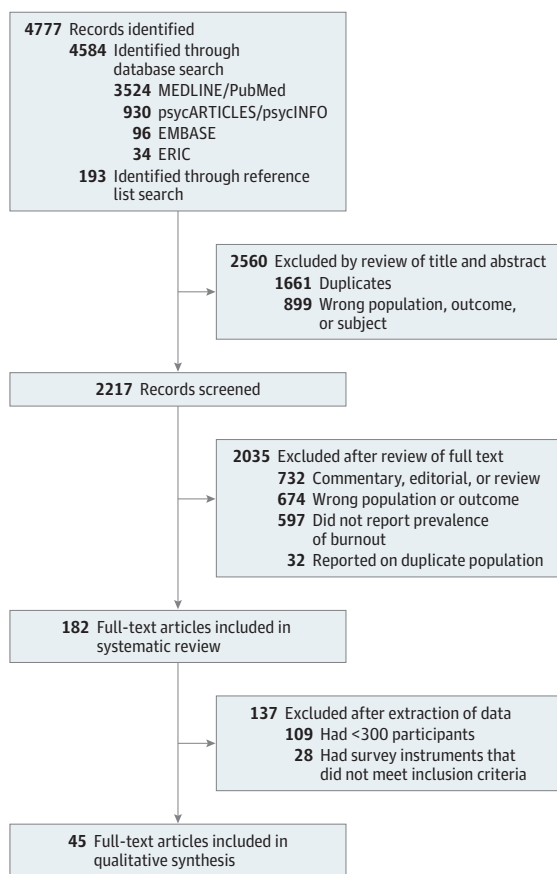 4777 Records identified
4584 Identified through
database search
3524 MEDLINE/PubMed
930 psycARTICLES/psycINFO
96 EMBASE
34 ERIC
193 Identified through reference
list search
2560 Excluded by review of title and abstract
1661 Duplicates
899 Wrong population, outcome,
or subject
2217 Records screened
2035 Excluded after review of full text
732 Commentary, editorial, or review
674 Wrong population or outcome
597 Did not report prevalence
of burnout
32 Reported on duplicate population
182 Full-text articles included in
systematic review
137 Excluded after extraction of data
109 Had <300 participants
28 Had survey instruments that
did not meet inclusion criteria
45 Full-text articles included in
qualitative synthesis